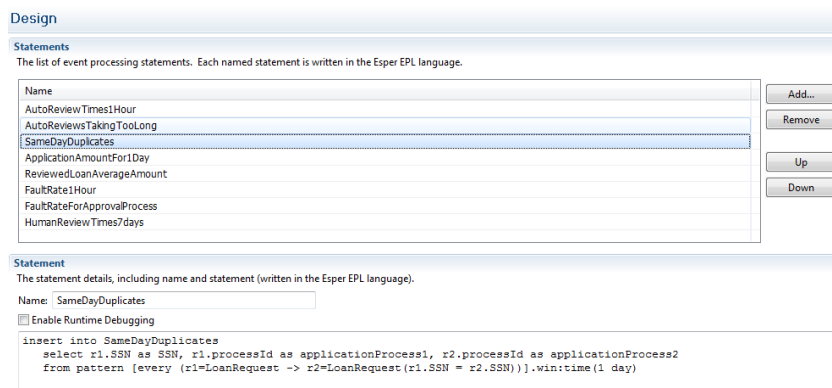 Design
Statements
The list of event processing statements.  Each named statement is written in the Esper EPL language.
Name
Add...
AutoReviewTimes1Hour
Remove
AutoReviewsTakingTooLong
SameDayDuplicates
ApplicationAmountFor1Day
Up
ReviewedLoanAverageAmount
FaultRate1Hour
Down
FaultRateForApprovalProcess
HumanReviewTimes7days
Statement
The statement details, including name and statement (written in the Esper EPL language).
Name: SameDayDuplicates
Enable Runtime Debugging
insert into SameDayDuplicates
   select r1.SSN as SSN, r1.processId as applicationProcess1, r2.processId as applicationProcess2
   from pattern [every (r1=LoanRequest -> r2=LoanRequest(r1.SSN = r2.SSN))].win:time(1 day)